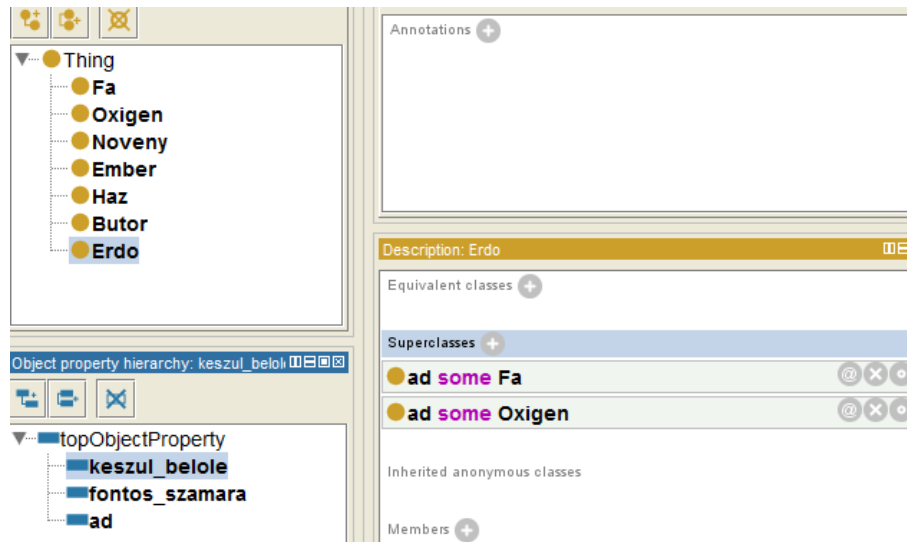 Thing
Fa
Oxigen
Noveny
Ember
Haz
Butor
Erdo
Object property hierarchy: keszul_belol
topObjectProperty
keszul_belole
fontos_szamara
ad
Annotations
Description: Erdo
Equivalent classes
Superclasses
ad some Fa
ad some Oxigen
Inherited anonymous classes
Members